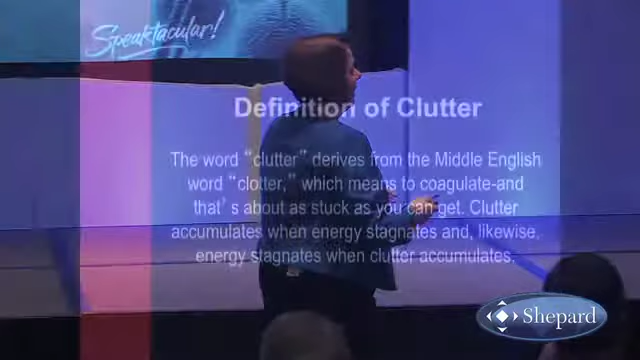 Speaktacular!
Definition of Clutter
The word “clutter” derives from the Middle English
word “clotter,” which means to coagulate-and
that’s about as stuck as you can get. Clutter
accumulates when energy stagnates and, likewise,
energy stagnates when clutter accumulates.
Shepard